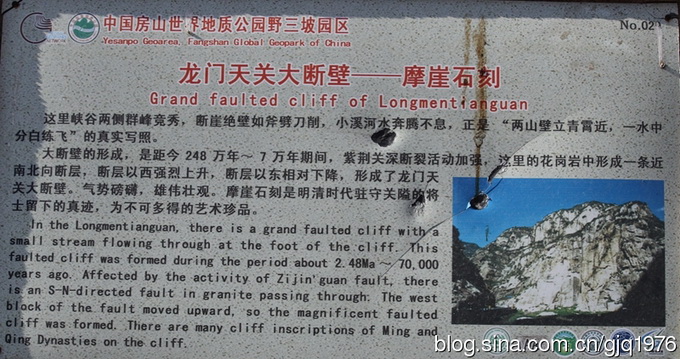 中国房山世界地质公园野三坡园区
Yesanpo Geoarea, Fangshan Global Geopark of China
No.02
龙门天关大断壁——摩崖石刻
Grand faulted cliff of Longmentianguan
这里峡谷两侧群峰竞秀，断崖绝壁如斧劈刀削，小溪河水奔腾不息，正是“两山壁立青霄近，一水中
分白练飞”的真实写照。
大断壁的形成，是距今248万年～7万年期间，紫荆关深断裂活动加强，这里的花岗岩中形成一条近
南北向断层，断层以西强烈上升，断层以东相对下降，形成了龙门天
关大断壁。气势磅礴，雄伟壮观。摩崖石刻是明清时代驻守关隘的将
士留下的真迹，为不可多得的艺术珍品。
In the Longmentianguan, there is a grand faulted cliff with a
small stream flowing through at the foot of the cliff. This
faulted cliff was formed during the period about 2.48Ma～ 70,000
years ago. Affected by the activity of Zijin'guan fault, there
is an S-N-directed fault in granite passing through. The west
block of the fault moved upward, so the magnificent faulted
cliff was formed. There are many cliff inscriptions of Ming and
Qing Dynasties on the cliff.
blog.sina.com.cn/gjq1976